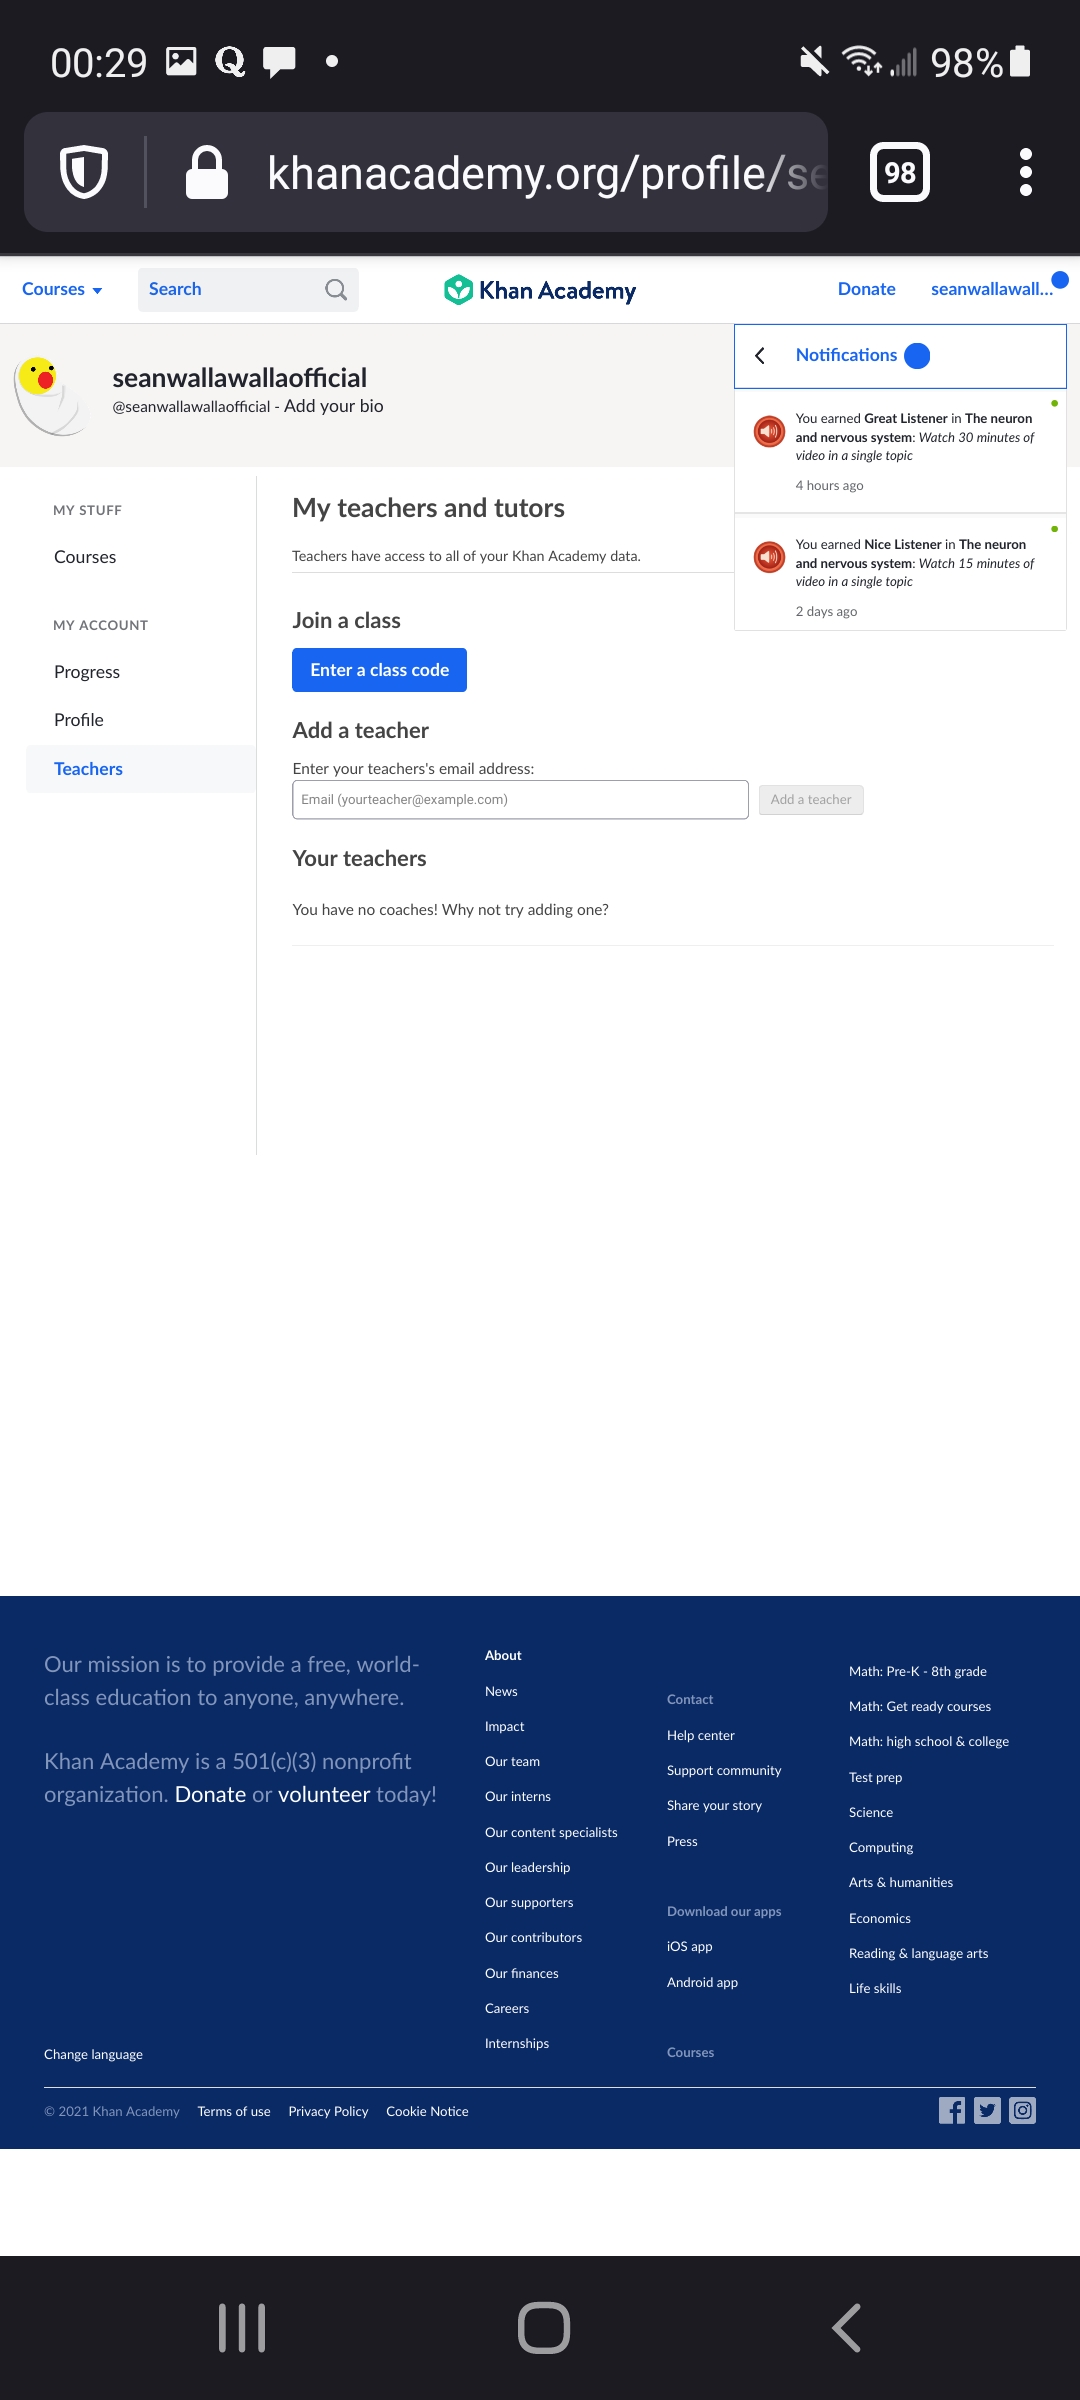 00:29
98%
khanacademy.org/profile/se
98
Courses
Search
Khan Academy
Donate
seanwallawall...
Notifications
You earned Great Listener in The neuron
and nervous system: Watch 30 minutes of
video in a single topic
4 hours ago
You earned Nice Listener in The neuron
and nervous system: Watch 15 minutes of
video in a single topic
2 days ago
seanwallawallaofficial
@seanwallawallaofficial - Add your bio
MY STUFF
Courses
MY ACCOUNT
Progress
Profile
Teachers
My teachers and tutors
Teachers have access to all of your Khan Academy data.
Join a class
Enter a class code
Add a teacher
Enter your teachers's email address:
Email (yourteacher@example.com)
Add a teacher
Your teachers
You have no coaches! Why not try adding one?
Our mission is to provide a free, world-
class education to anyone, anywhere.
Khan Academy is a 501(c)(3) nonprofit
organization. Donate or volunteer today!
About
News
Impact
Our team
Our interns
Our content specialists
Our leadership
Our supporters
Our contributors
Our finances
Careers
Internships
Contact
Help center
Support community
Share your story
Press
Download our apps
iOS app
Android app
Courses
Math: Pre-K - 8th grade
Math: Get ready courses
Math: high school & college
Test prep
Science
Computing
Arts & humanities
Economics
Reading & language arts
Life skills
Change language
© 2021 Khan Academy
Terms of use
Privacy Policy
Cookie Notice